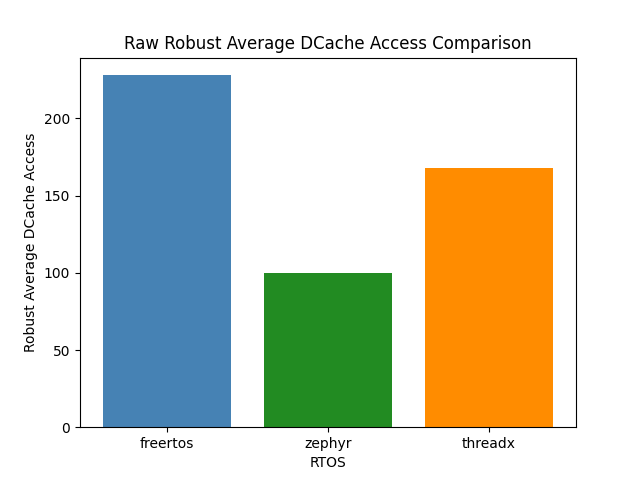 Raw Robust Average DCache Access Comparison
Robust Average DCache Access
200
150
100
50
0
freertos zephyr threadx
RTOS